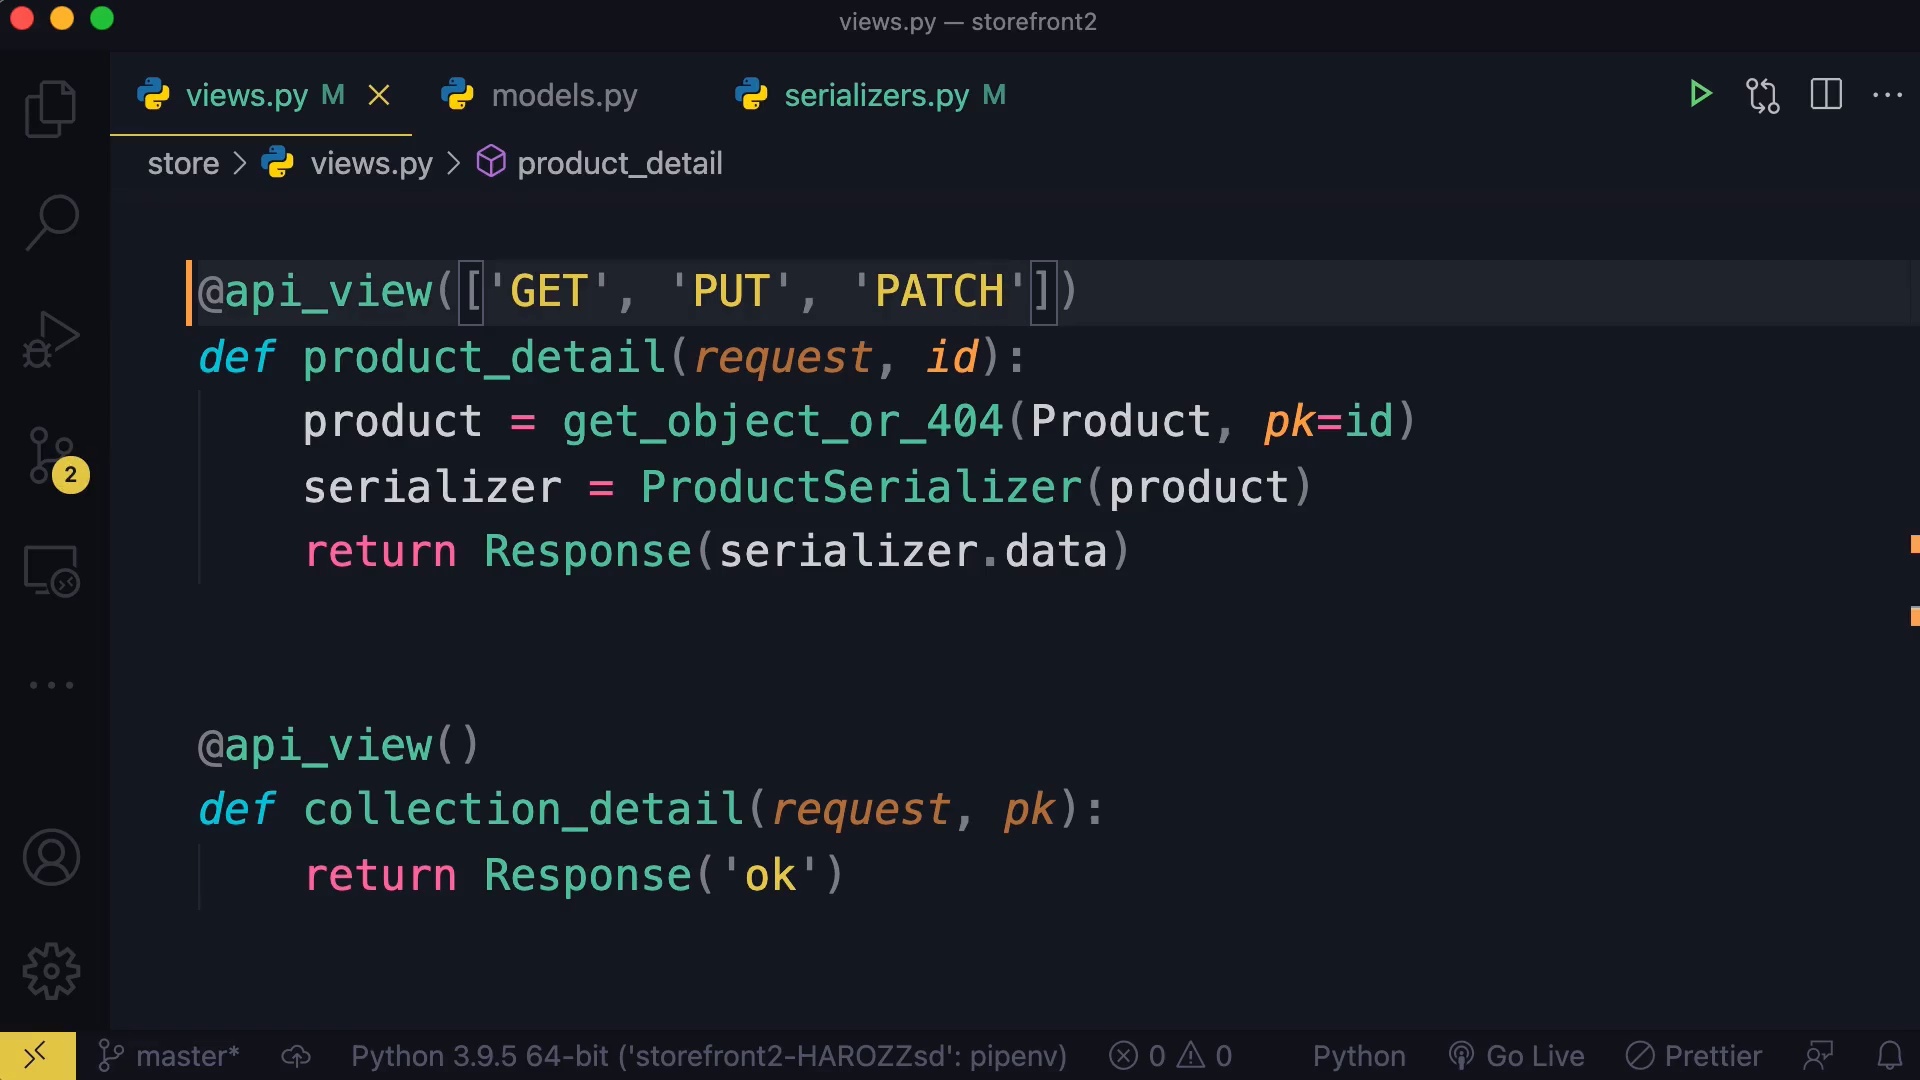 views.py — storefront2
views.py M models.py serializers.py M
store > views.py > product_detail
@api_view(['GET', 'PUT', 'PATCH'])
def product_detail(request, id):
product = get_object_or_404(Product, pk=id)
serializer = ProductSerializer(product)
return Response(serializer.data)
@api_view()
def collection_detail(request, pk):
return Response('ok')
2
master* Python 3.9.5 64-bit ('storefront2-HAROZZsd': pipenv) 0 0 Python Go Live Prettier